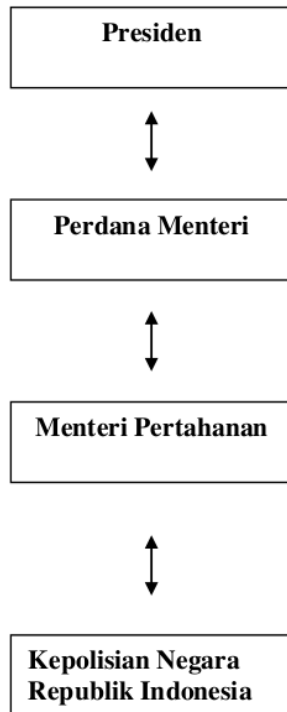 Presiden
Perdana Menteri
Menteri Pertahanan
Kepolisian Negara
Republik Indonesia